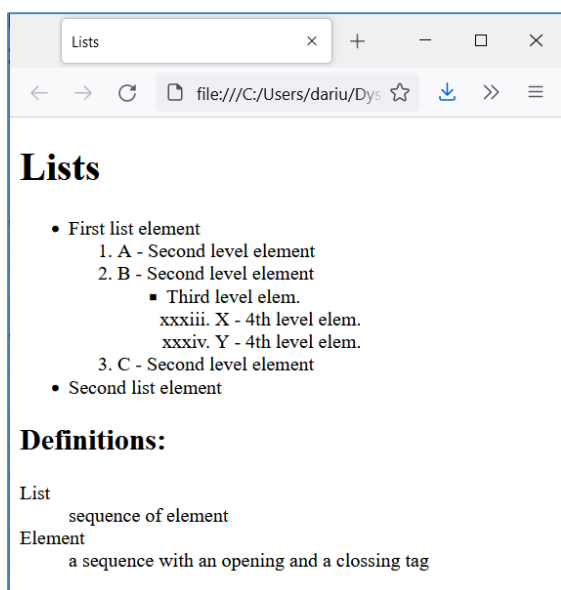 Lists
file:///C:/Users/dariu/Dys
Lists
• First list element
1. A - Second level element
2. B - Second level element
▪ Third level elem.
xxxiii. X - 4th level elem.
xxxiv. Y - 4th level elem.
3. C - Second level element
• Second list element
Definitions:
List
sequence of element
Element
a sequence with an opening and a clossing tag